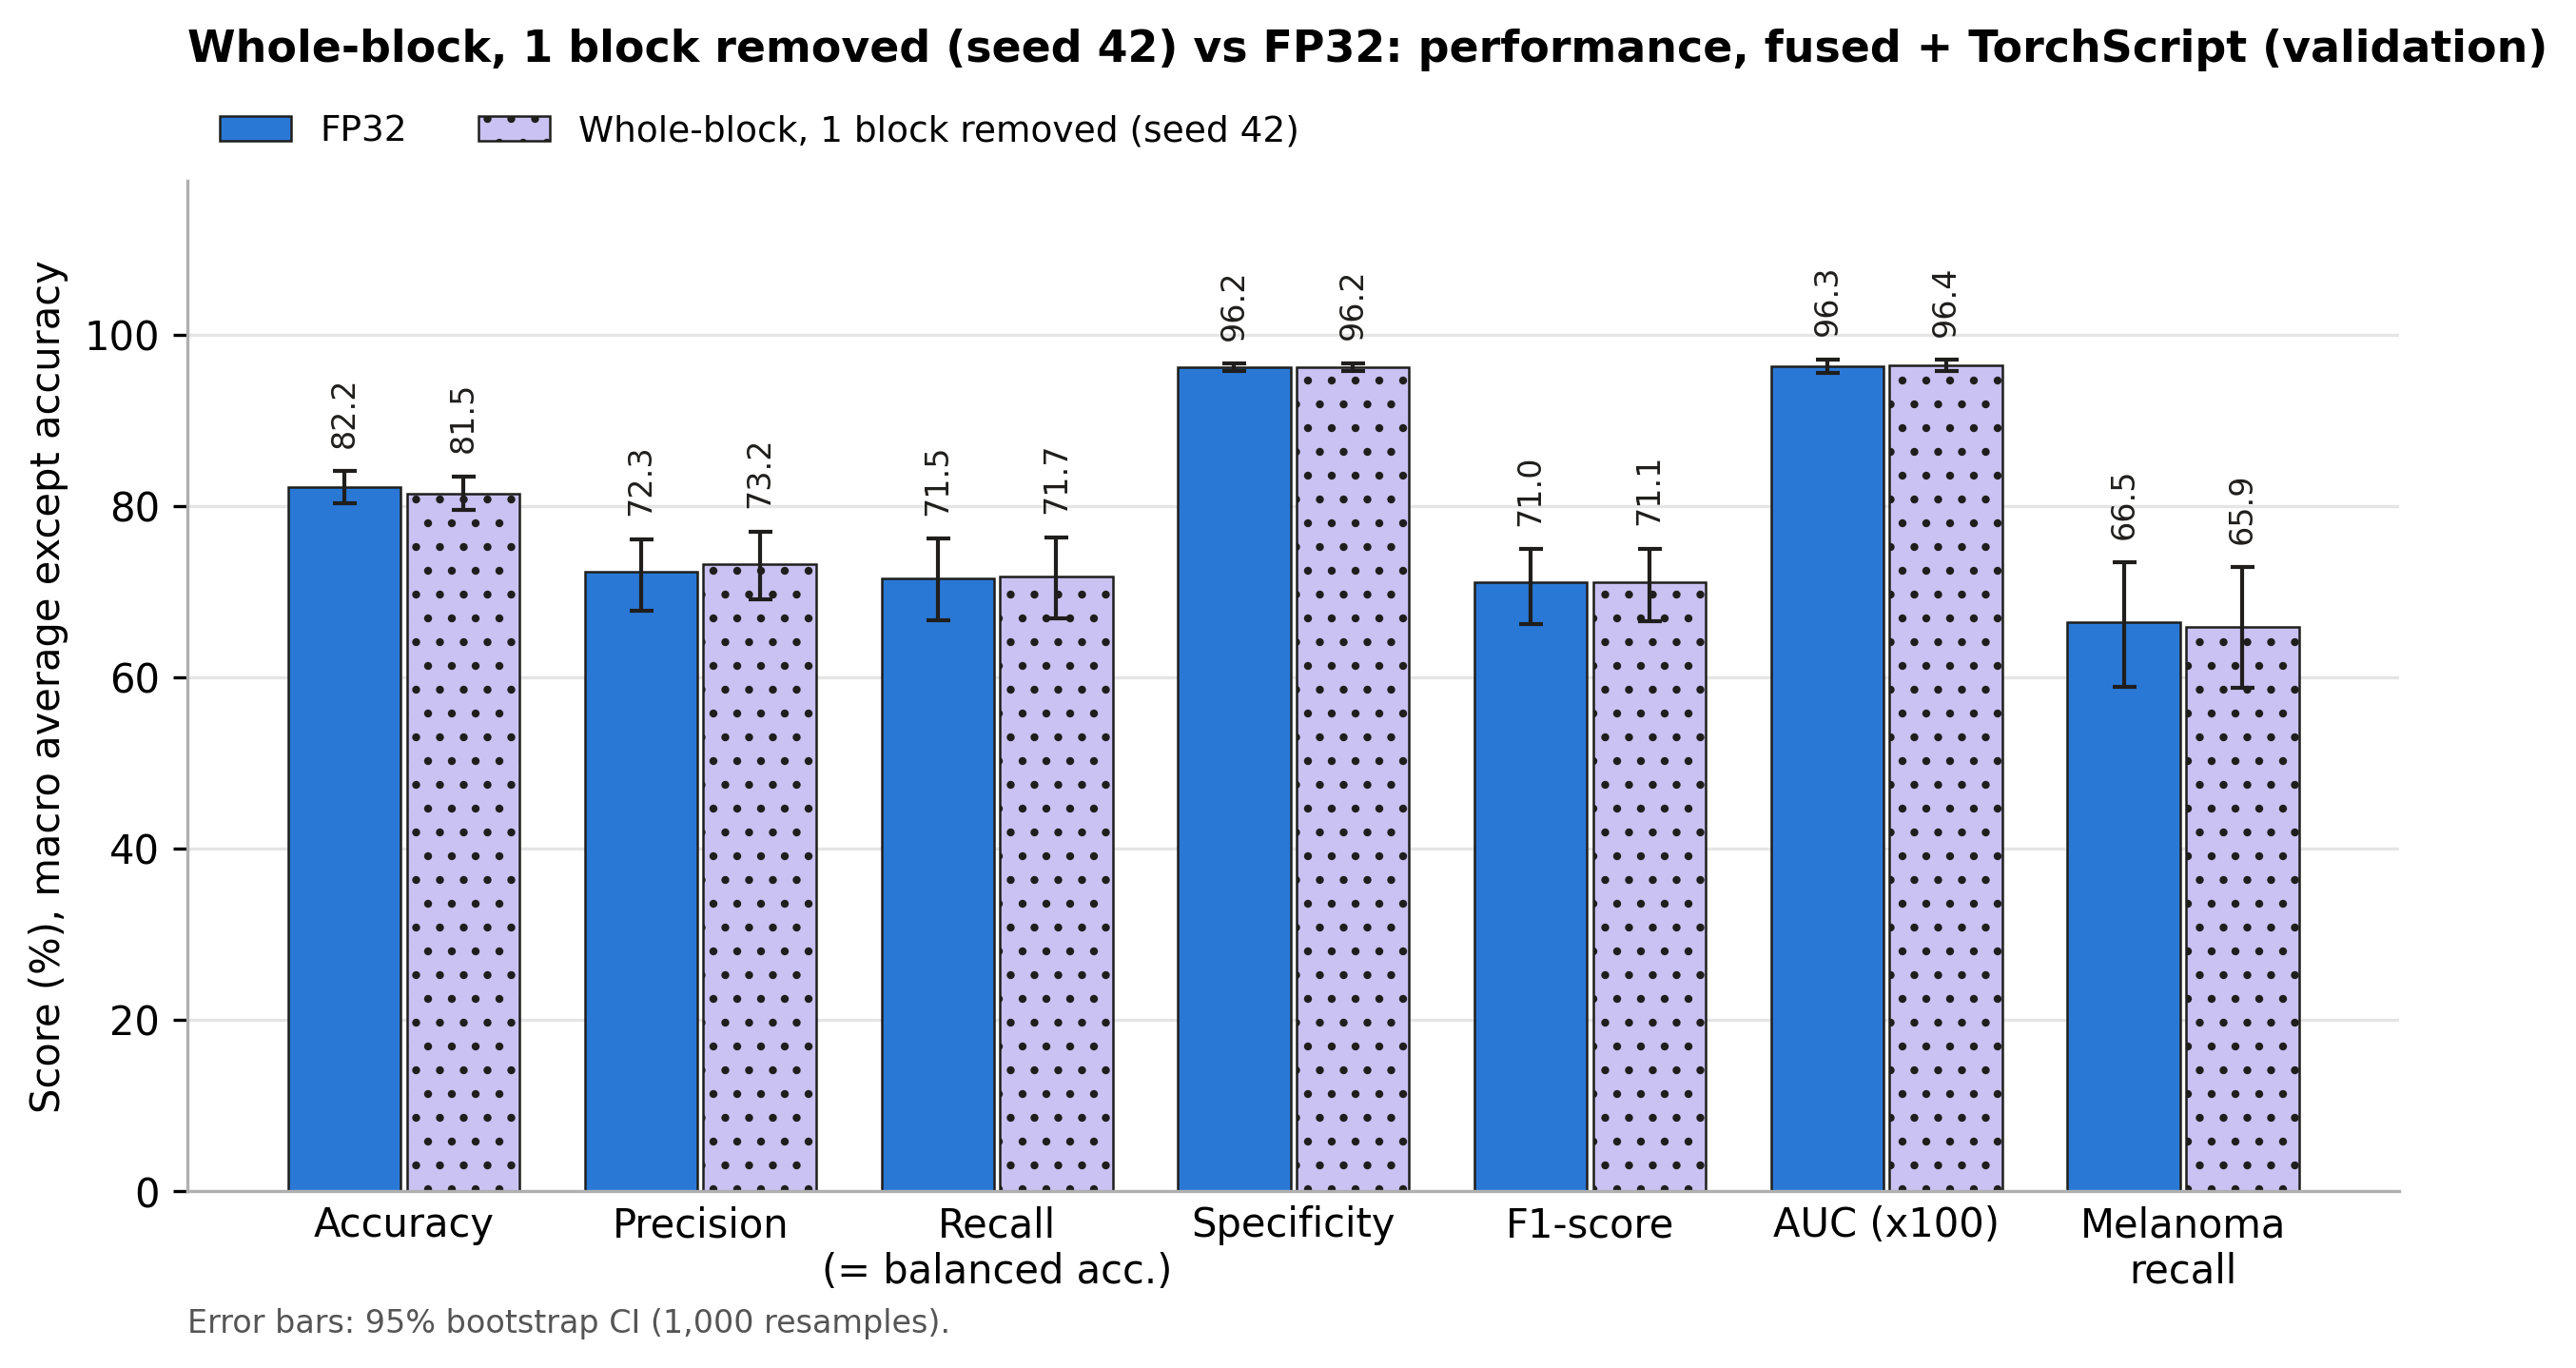 Whole-block, 1 block removed (seed 42) vs FP32: performance, fused + TorchScript (validation)
FP32
Whole-block, 1 block removed (seed 42)
Score (%), macro average except accuracy
100
80
60
40
20
0
82.2
81.5
72.3
73.2
71.5
71.7
96.2
96.2
71.0
71.1
96.3
96.4
66.5
65.9
Accuracy
Precision
Recall
(= balanced acc.)
Specificity
F1-score
AUC (x100)
Melanoma
recall
Error bars: 95% bootstrap CI (1,000 resamples).